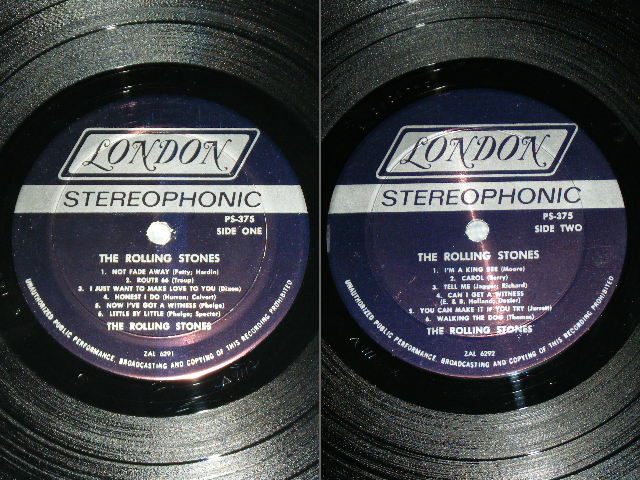 LONDON
STEREOPHONIC
PS-375
SIDE ONE
THE ROLLING STONES
1. NOT FADE AWAY (Petty; Hardin)
2. ROUTE 66 (Troup)
3. I JUST WANT TO MAKE LOVE TO YOU (Dixon)
4. HONEST I DO (Hurran; Calvert)
5. NOW I'VE GOT A WITNESS (Phelge)
6. LITTLE BY LITTLE (Phelge; Spector)
THE ROLLING STONES
ZAL 6291
UNAUTHORIZED PUBLIC PERFORMANCE, BROADCASTING AND COPYING OF THIS RECORDING PROHIBITED
LONDON
STEREOPHONIC
PS-375
SIDE TWO
THE ROLLING STONES
1. I'M A KING BEE (Moore)
2. CAROL (Berry)
3. TELL ME (Jagger; Richard)
4. CAN I GET A WITNESS
(E. & B. Holland; Dozier)
5. YOU CAN MAKE IT IF YOU TRY (Jarrett)
6. WALKING THE DOG (Thomas)
THE ROLLING STONES
ZAL 6292
UNAUTHORIZED PUBLIC PERFORMANCE, BROADCASTING AND COPYING OF THIS RECORDING PROHIBITED